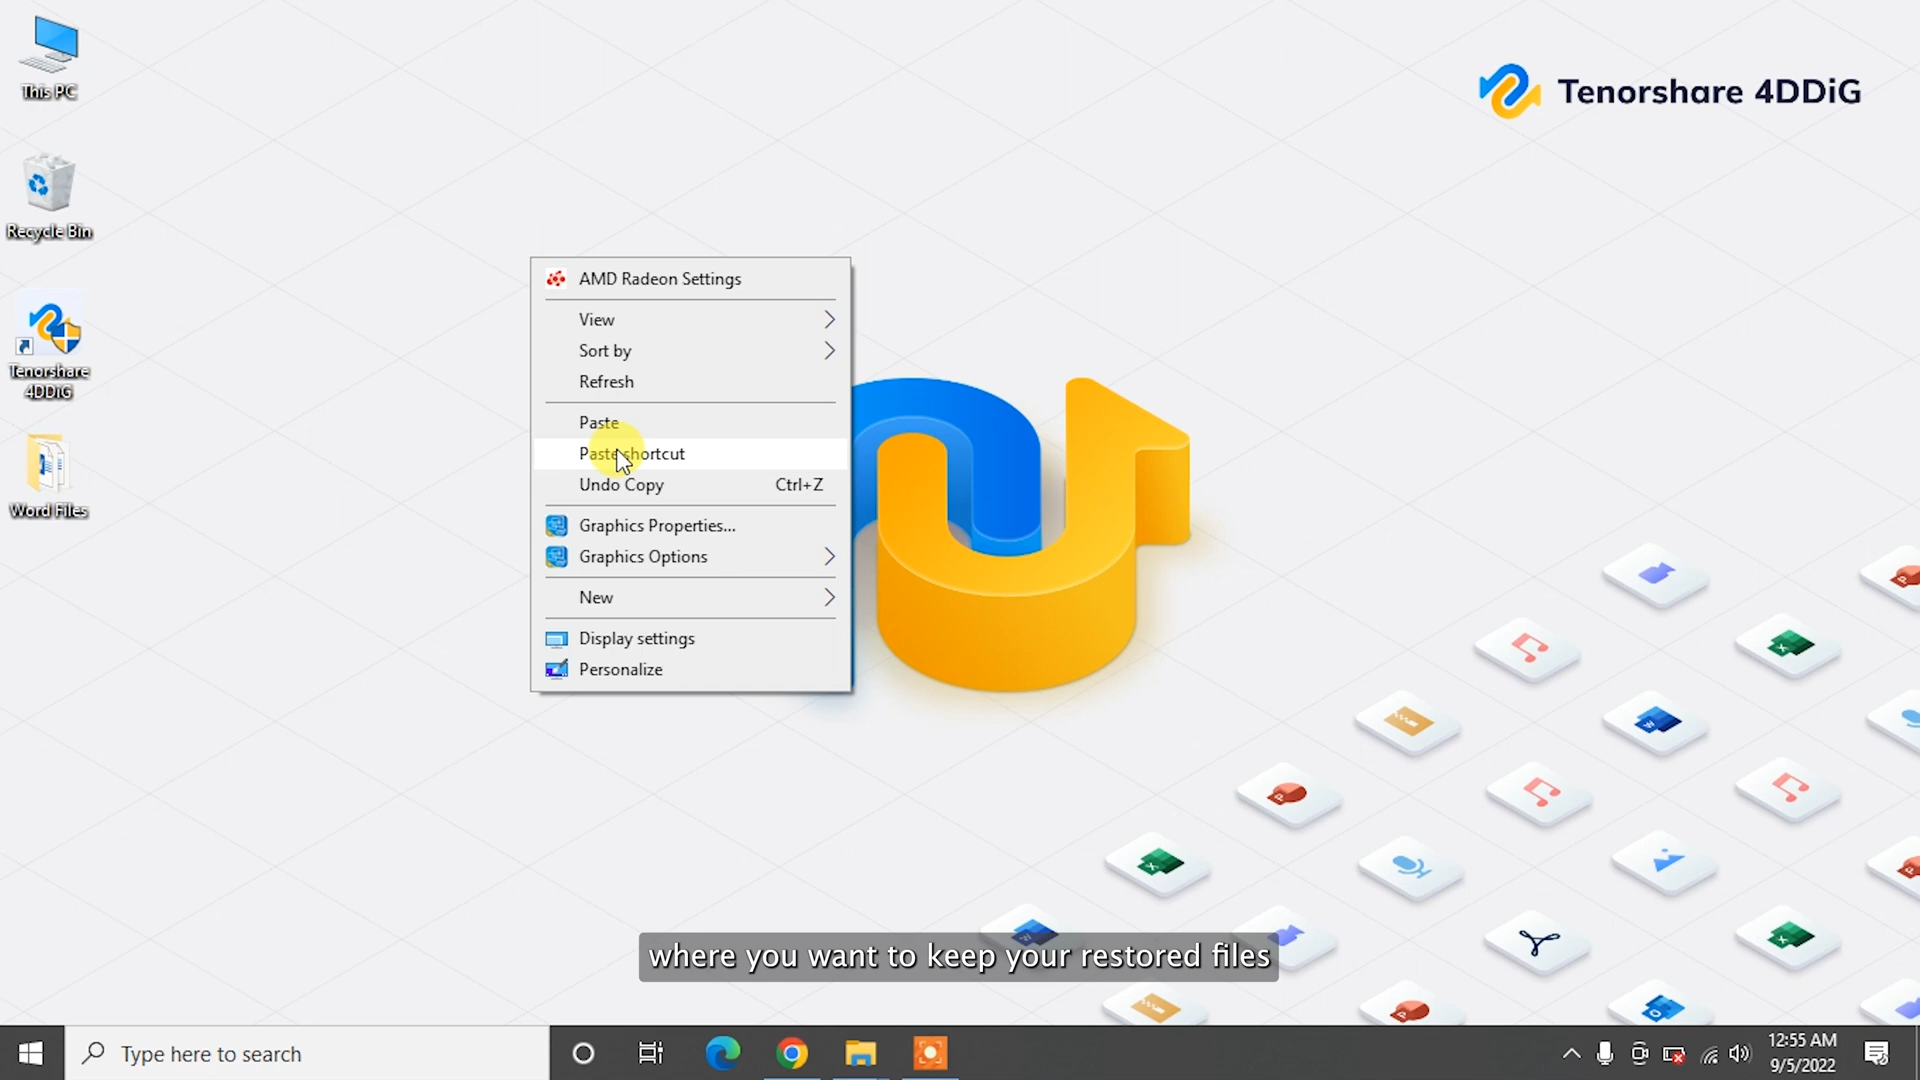 This PC
Recycle Bin
Tenorshare
4DDiG
Word Files
Tenorshare 4DDiG
AMD Radeon Settings
View
Sort by
Refresh
Paste
Paste shortcut
Undo Copy Ctrl+Z
Graphics Properties...
Graphics Options
New
Display settings
Personalize
where you want to keep your restored files
Type here to search
12:55 AM
9/5/2022